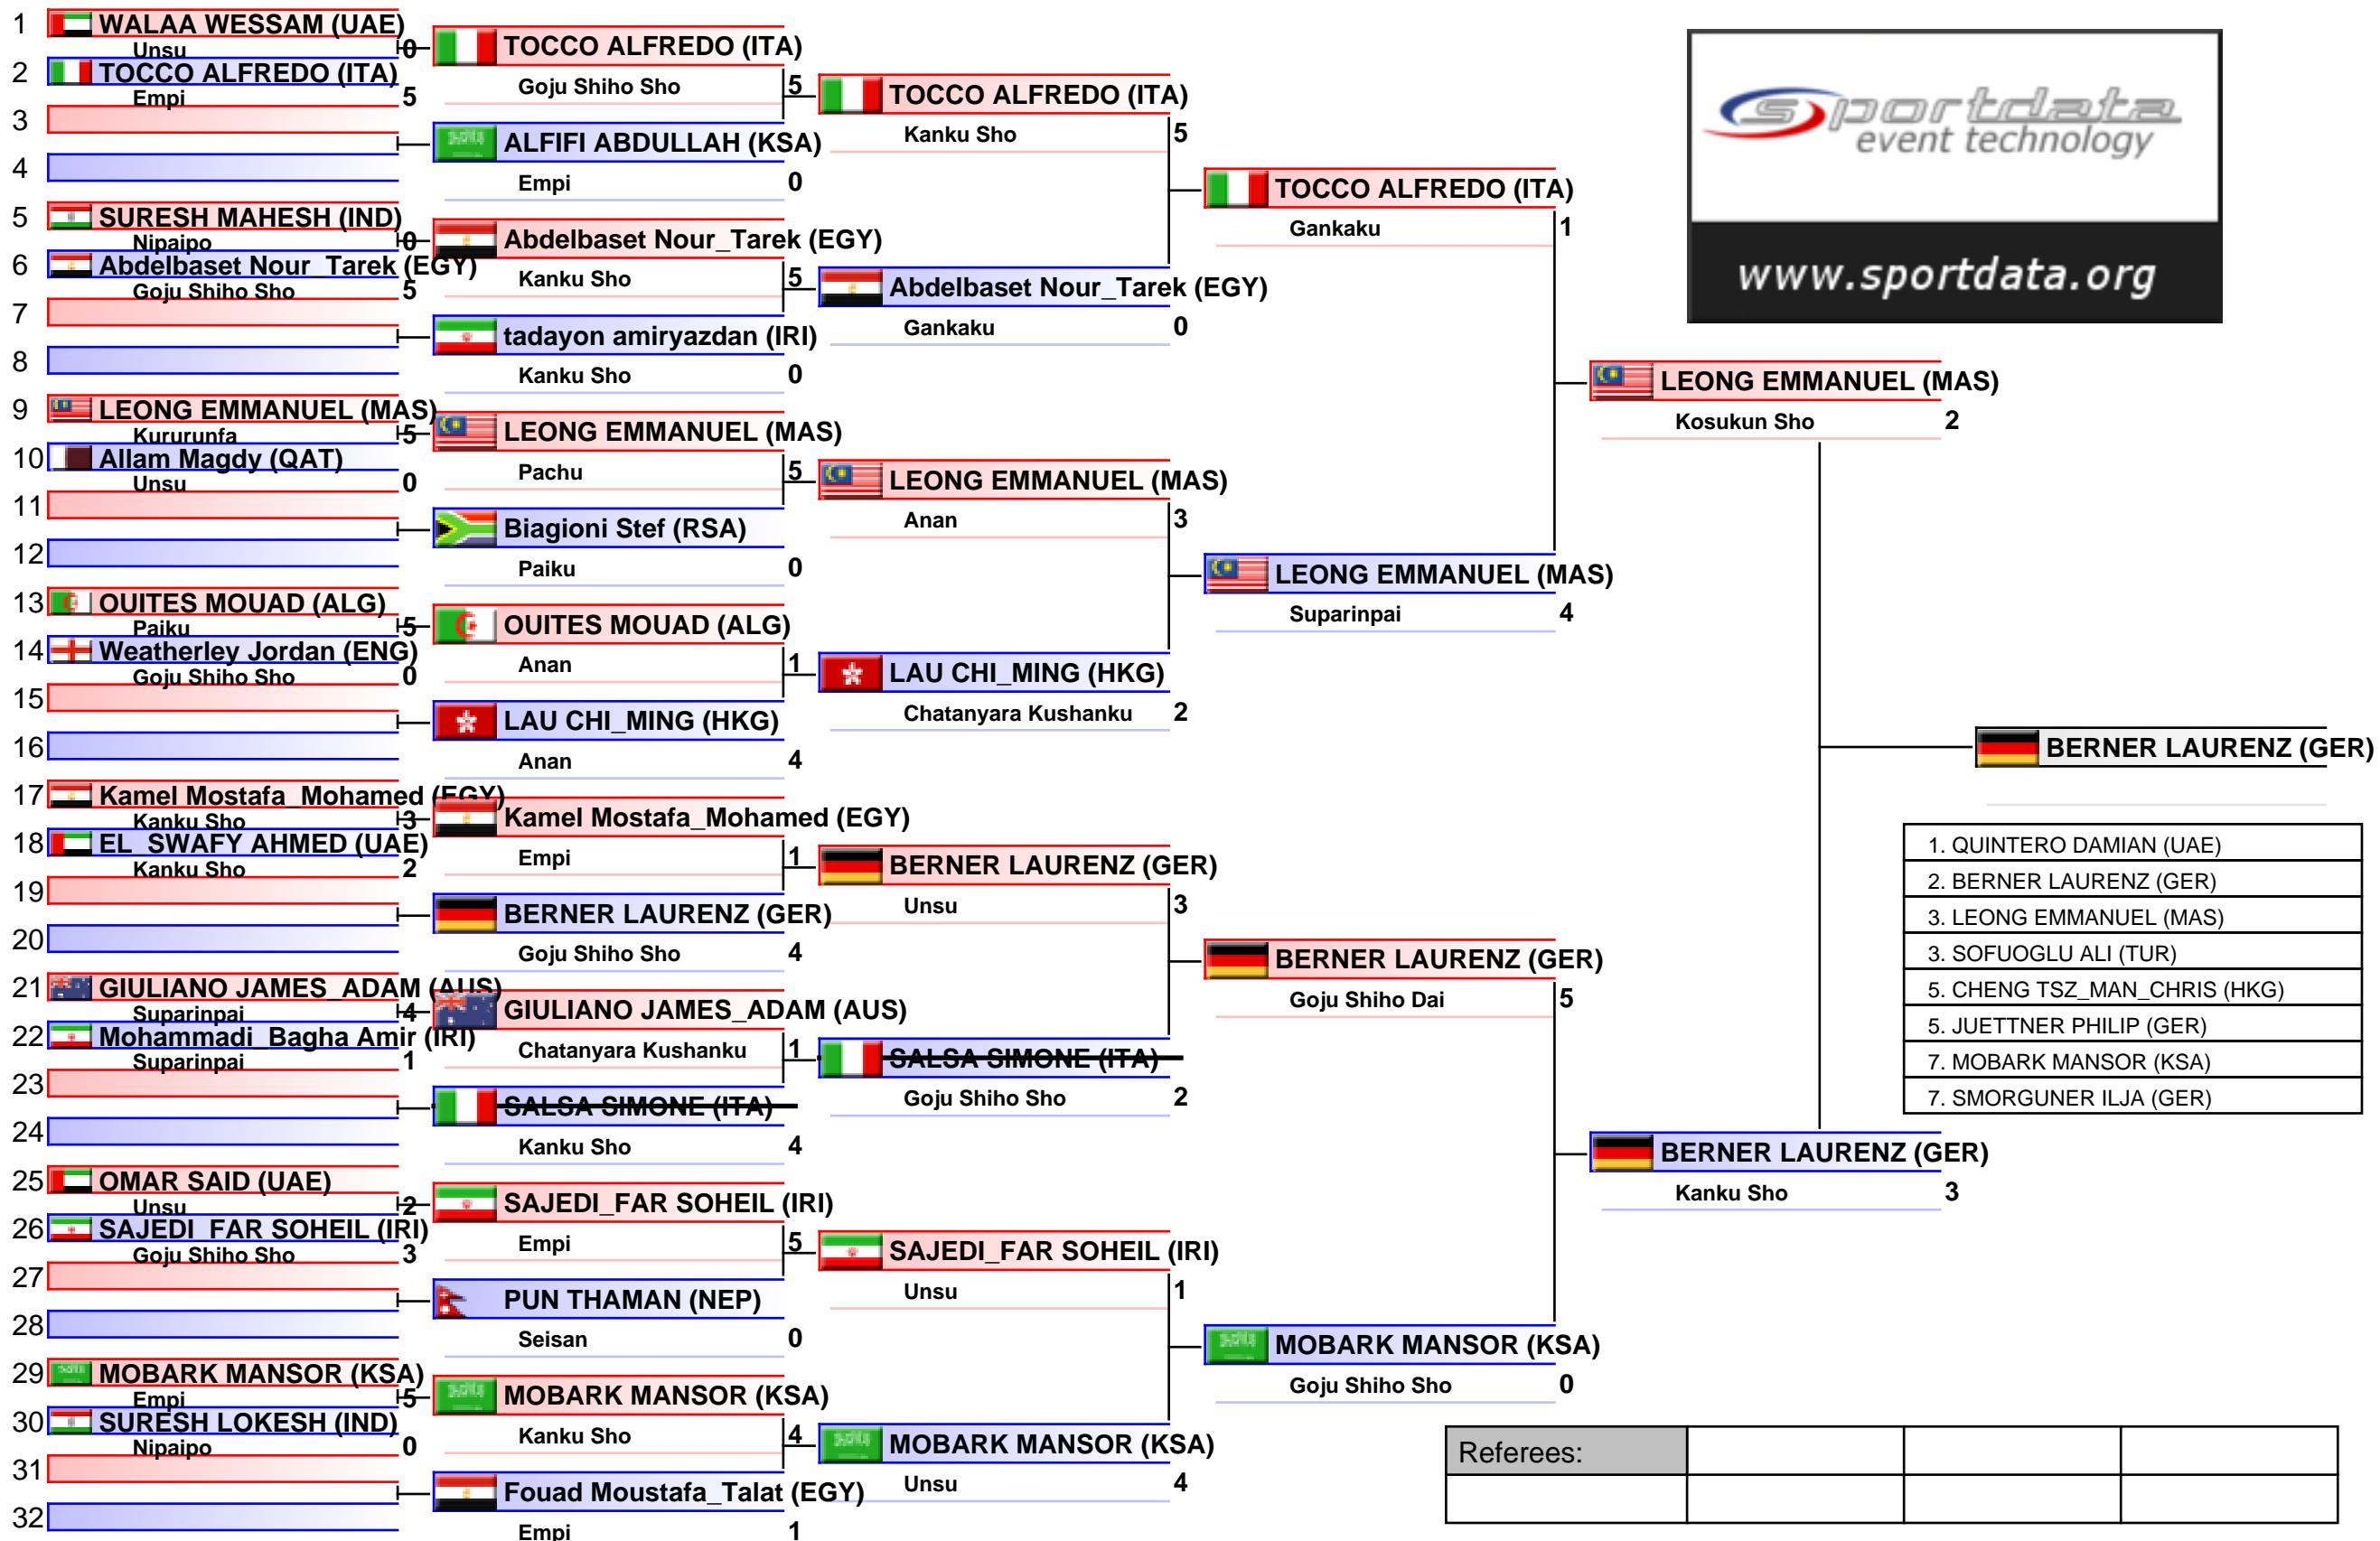 1 WALAA WESSAM (UAE)
Unsu 0
2 TOCCO ALFREDO (ITA)
Empi 5
3
4
5 SURESH MAHESH (IND)
Nipaipo 0
6 Abdelbaset Nour_Tarek (EGY)
Goju Shiho Sho 5
7
8
9 LEONG EMMANUEL (MAS)
Kururunfa 5
10 Allam Magdy (QAT)
Unsu 0
11
12
13 OUITES MOUAD (ALG)
Paiku 5
14 Weatherley Jordan (ENG)
Goju Shiho Sho 0
15
16
17 Kamel Mostafa_Mohamed (EGY)
Kanku Sho 3
18 EL_SWAFY AHMED (UAE)
Kanku Sho 2
19
20
21 GIULIANO JAMES_ADAM (AUS)
Suparinpai 4
22 Mohammadi_Bagha Amir (IRI)
Suparinpai 1
23
24
25 OMAR SAID (UAE)
Unsu 2
26 SAJEDI_FAR SOHEIL (IRI)
Goju Shiho Sho 3
27
28
29 MOBARK MANSOR (KSA)
Empi 5
30 SURESH LOKESH (IND)
Nipaipo 0
31
32
TOCCO ALFREDO (ITA)
Goju Shiho Sho 5
ALFIFI ABDULLAH (KSA)
Empi 0
Abdelbaset Nour_Tarek (EGY)
Kanku Sho 5
tadayon amiryazdan (IRI)
Kanku Sho 0
LEONG EMMANUEL (MAS)
Pachu 5
Biagioni Stef (RSA)
Paiku 0
OUITES MOUAD (ALG)
Anan 1
LAU CHI_MING (HKG)
Anan 4
Kamel Mostafa_Mohamed (EGY)
Empi 1
BERNER LAURENZ (GER)
Goju Shiho Sho 4
GIULIANO JAMES_ADAM (AUS)
Chatanyara Kushanku 1
SALSA SIMONE (ITA)
Kanku Sho 4
SAJEDI_FAR SOHEIL (IRI)
Empi 5
PUN THAMAN (NEP)
Seisan 0
MOBARK MANSOR (KSA)
Kanku Sho 4
Fouad Moustafa_Talat (EGY)
Empi 1
TOCCO ALFREDO (ITA)
Kanku Sho 5
Abdelbaset Nour_Tarek (EGY)
Gankaku 0
LEONG EMMANUEL (MAS)
Anan 3
LAU CHI_MING (HKG)
Chatanyara Kushanku 2
BERNER LAURENZ (GER)
Unsu 3
SALSA SIMONE (ITA)
Goju Shiho Sho 2
SAJEDI_FAR SOHEIL (IRI)
Unsu 1
MOBARK MANSOR (KSA)
Unsu 4
TOCCO ALFREDO (ITA)
Gankaku 1
LEONG EMMANUEL (MAS)
Suparinpai 4
BERNER LAURENZ (GER)
Goju Shiho Dai 5
MOBARK MANSOR (KSA)
Goju Shiho Sho 0
LEONG EMMANUEL (MAS)
Kosukun Sho 2
BERNER LAURENZ (GER)
Kanku Sho 3
BERNER LAURENZ (GER)
sportdata
event technology
www.sportdata.org
1. QUINTERO DAMIAN (UAE)
2. BERNER LAURENZ (GER)
3. LEONG EMMANUEL (MAS)
3. SOFUOGLU ALI (TUR)
5. CHENG TSZ_MAN_CHRIS (HKG)
5. JUETTNER PHILIP (GER)
7. MOBARK MANSOR (KSA)
7. SMORGUNER ILJA (GER)
Referees: